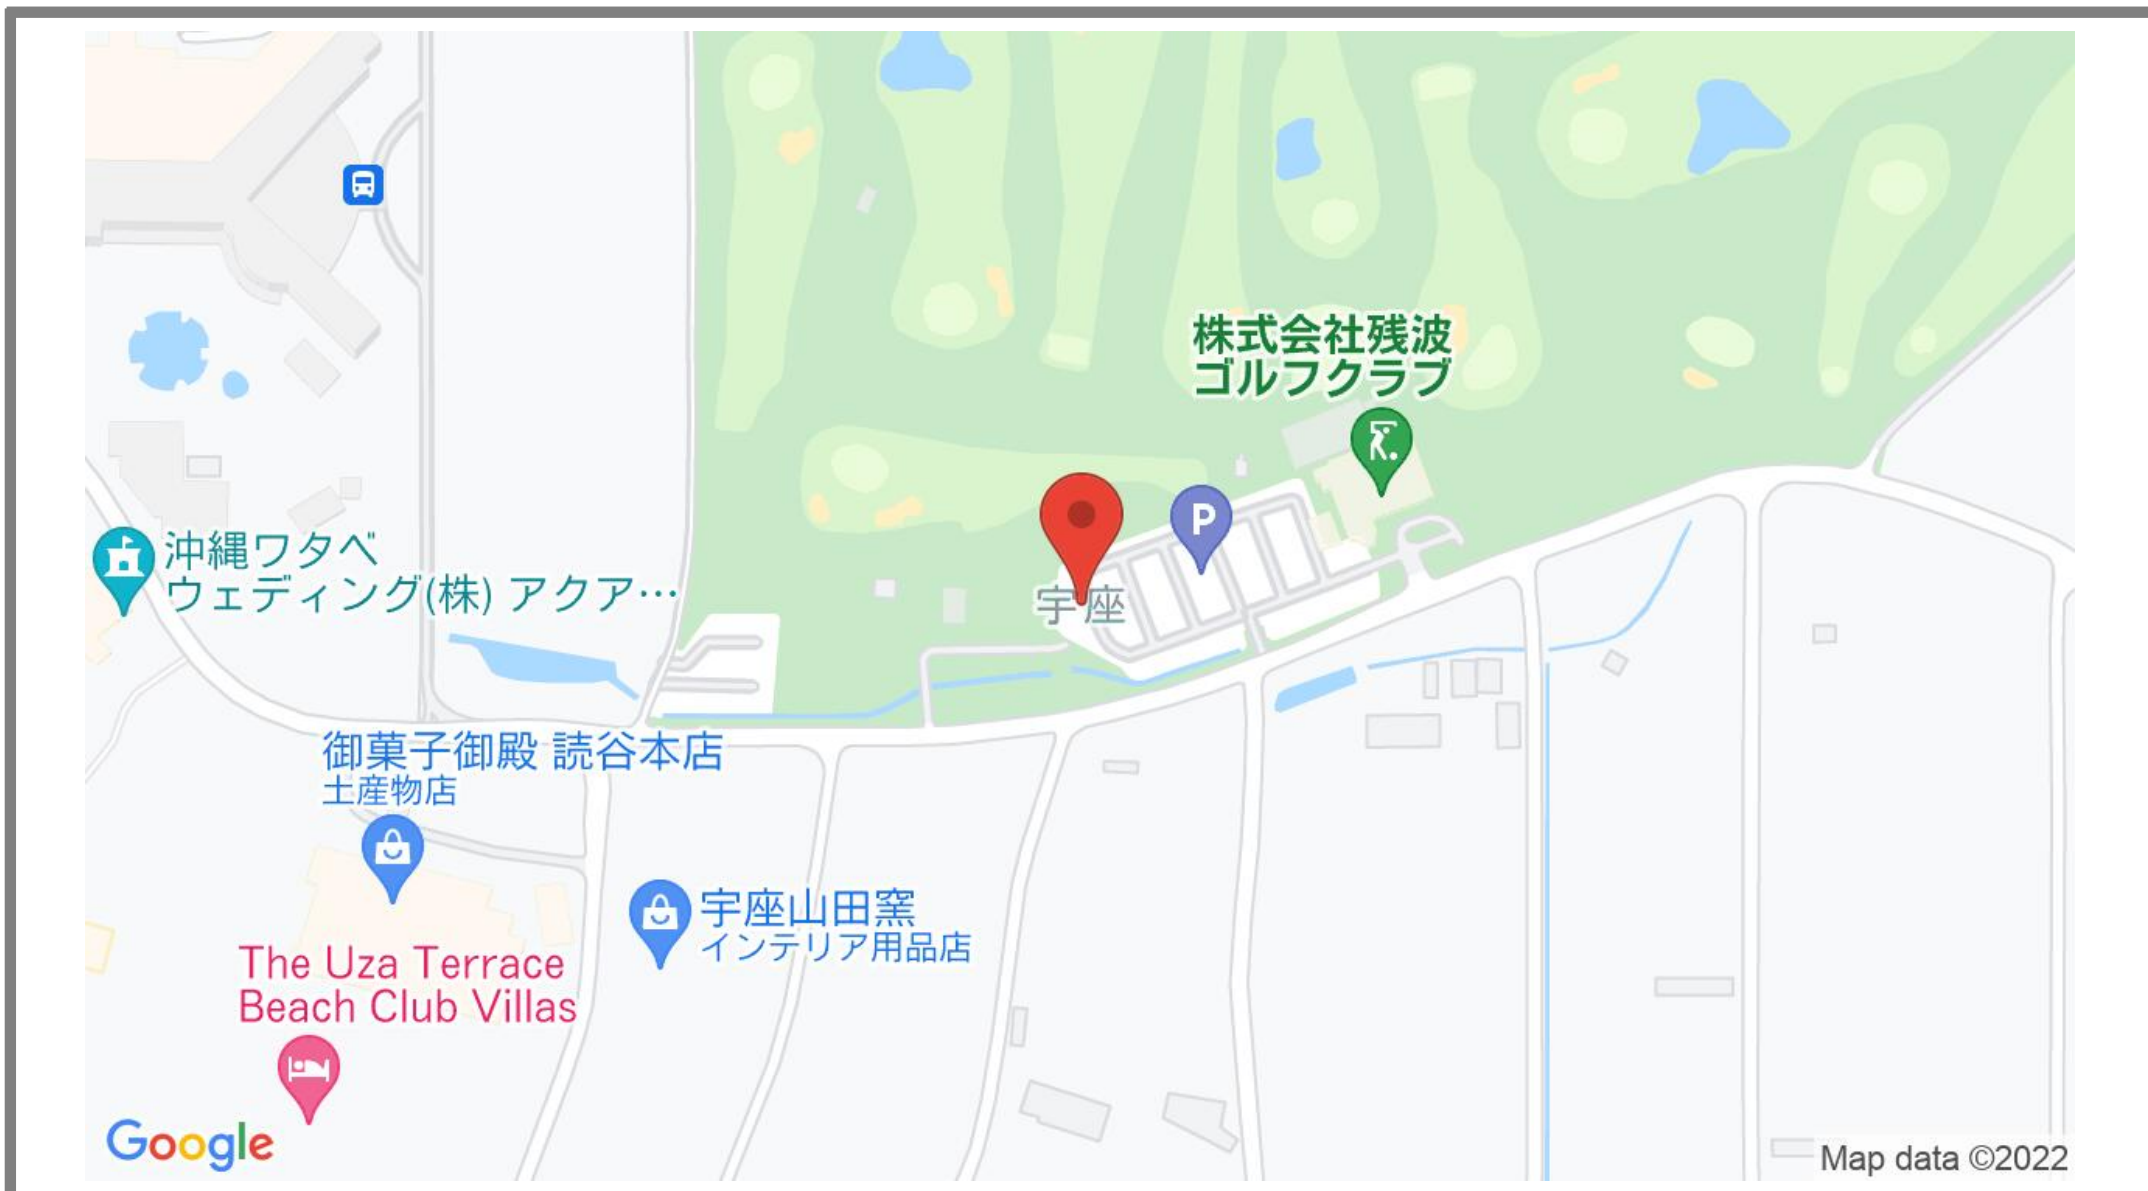 株式会社残波
ゴルフクラブ
P
沖縄ワタベ
ウェディング(株) アクア…
宇座
御菓子御殿 読谷本店
土産物店
宇座山田窯
インテリア用品店
The Uza Terrace
Beach Club Villas
Google
Map data ©2022